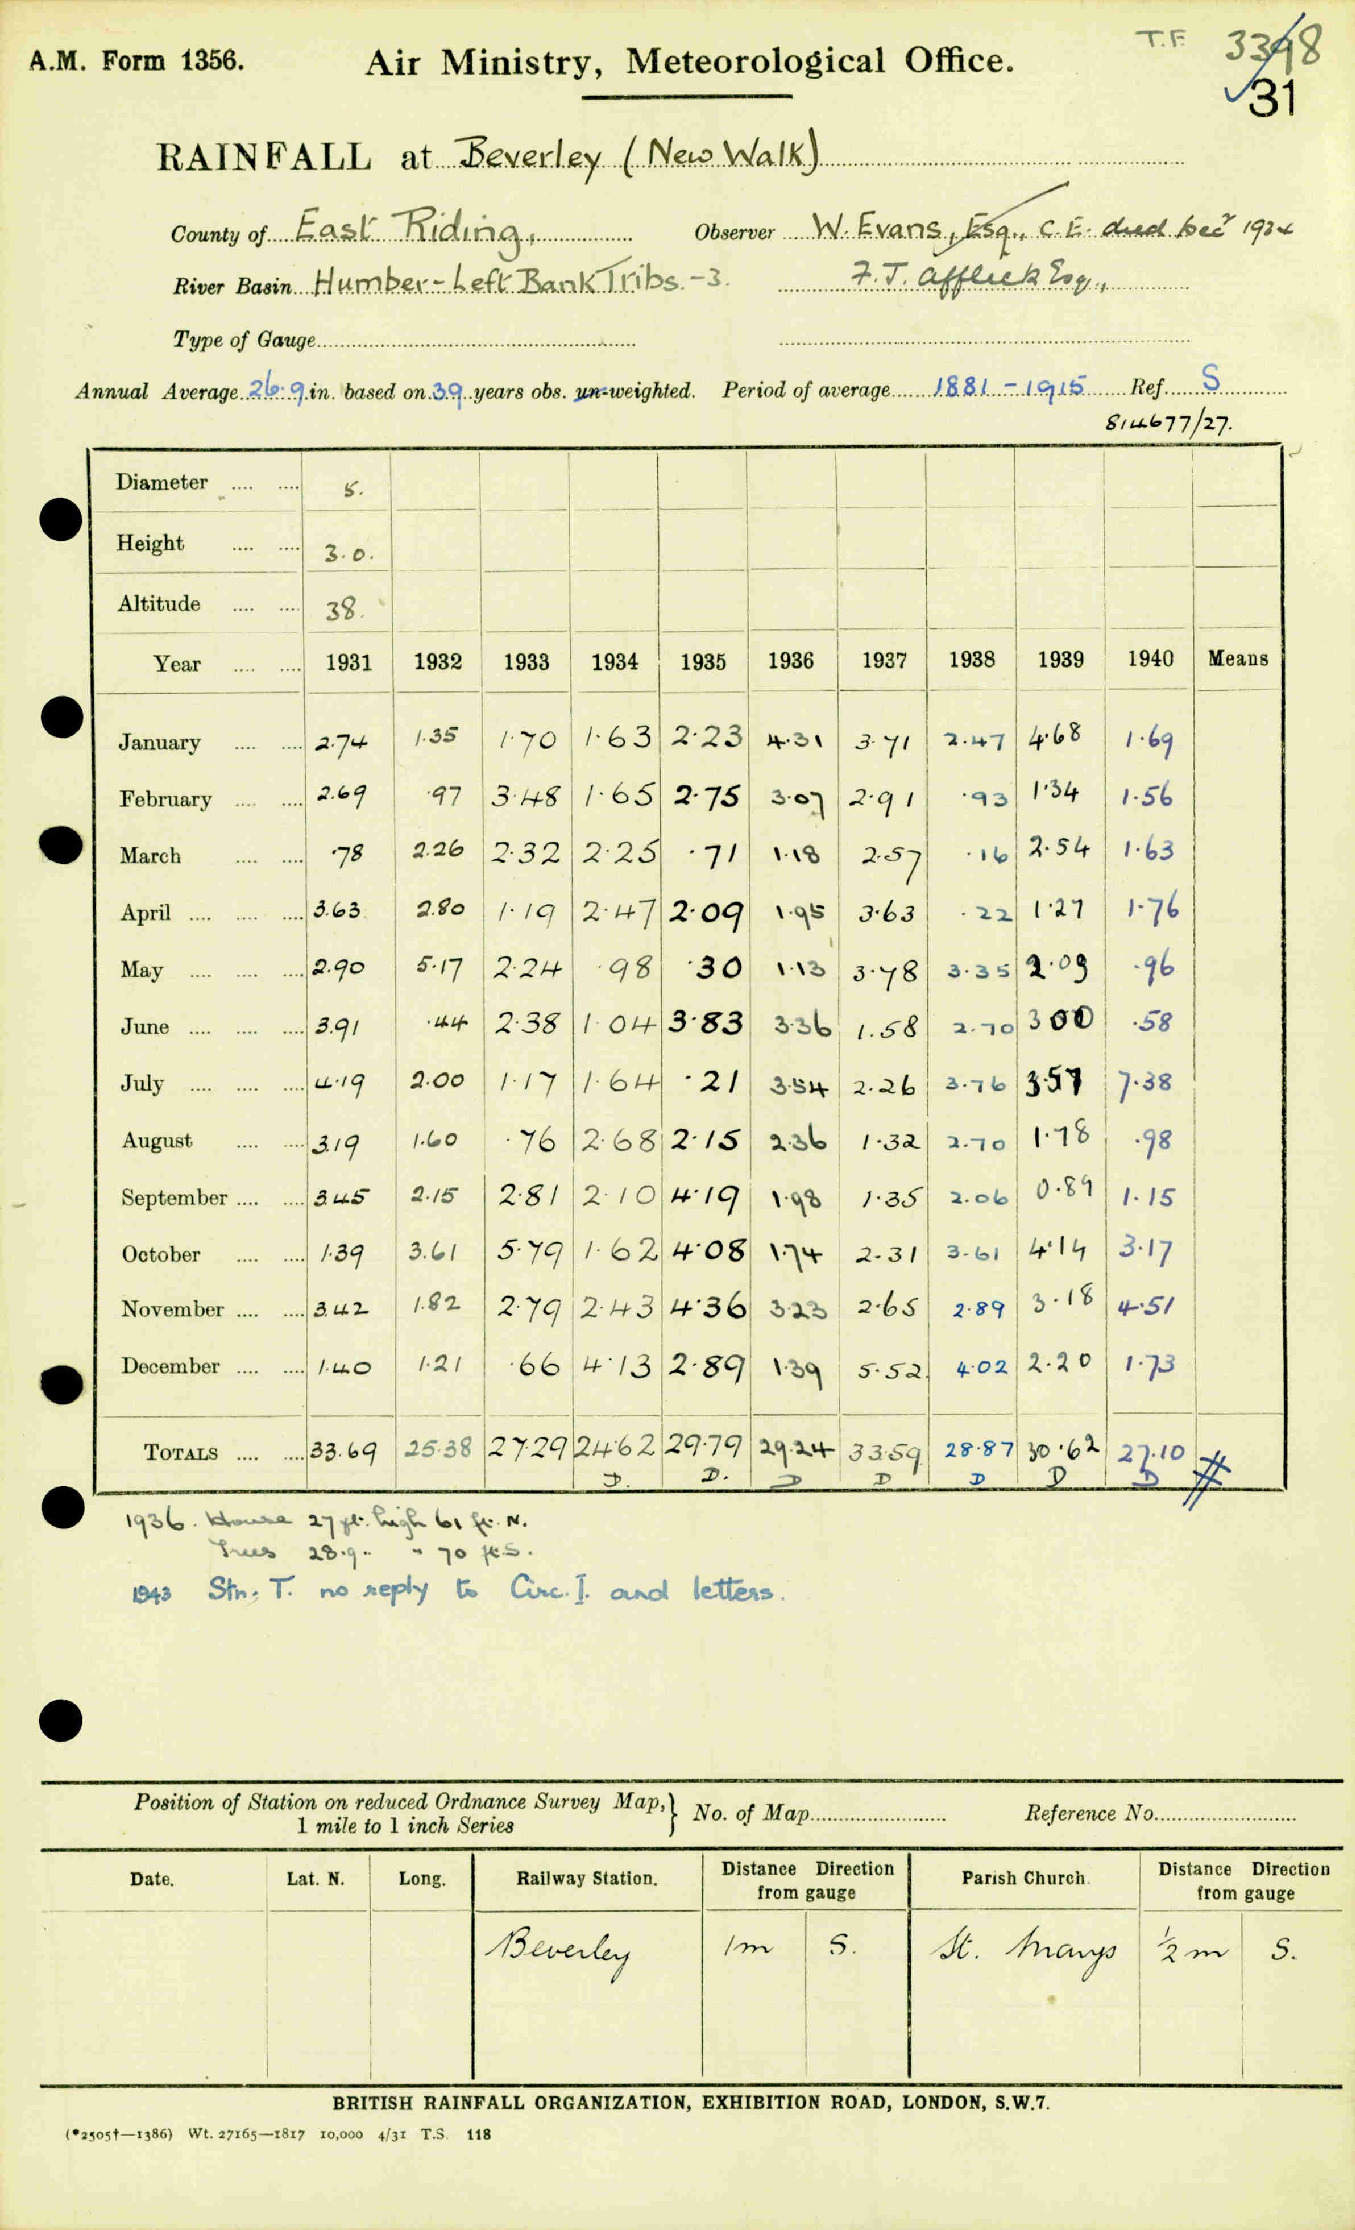 A.M. Form 1356. Air Ministry, Meteorological Office. T.F. 3398
31
RAINFALL at Beverley (New Walk)
County of East Riding, Observer W. Evans, Esq., C.E. died Decr 1934
River Basin Humber-Left Bank Tribs.-3. F. J. Affleck Esq.,
Type of Gauge
Annual Average 26.9 in. based on 39 years obs. un-weighted. Period of average 1881-1915 Ref. S
814677/27.
Diameter 5.
Height 3.0.
Altitude 38.
Year 1931 1932 1933 1934 1935 1936 1937 1938 1939 1940 Means
January 2.74 1.35 1.70 1.63 2.23 4.31 3.71 2.47 4.68 1.69
February 2.69 .97 3.48 1.65 2.75 3.07 2.91 .93 1.34 1.56
March .78 2.26 2.32 2.25 .71 1.18 2.57 .16 2.54 1.63
April 3.63 2.80 1.19 2.47 2.09 1.95 3.63 .22 1.27 1.76
May 2.90 5.17 2.24 .98 .30 1.13 3.78 3.35 2.03 .96
June 3.91 .44 2.38 1.04 3.83 3.36 1.58 2.70 3.00 .58
July 4.19 2.00 1.17 1.64 .21 3.54 2.26 3.76 3.57 7.38
August 3.19 1.60 .76 2.68 2.15 2.36 1.32 2.70 1.78 .98
September 3.45 2.15 2.81 2.10 4.19 1.98 1.35 2.06 0.89 1.15
October 1.39 3.61 5.79 1.62 4.08 1.74 2.31 3.61 4.14 3.17
November 3.42 1.82 2.79 2.43 4.36 3.23 2.65 2.89 3.18 4.51
December 1.40 1.21 .66 4.13 2.89 1.39 5.52 4.02 2.20 1.73
TOTALS 33.69 25.38 27.29 24.62 29.79 29.24 33.59 28.87 30.62 27.10 #
D. D. D D D D D
1936. House 27 ft. high 61 ft. N.
Trees 28.9 " " 70 ft S.
1943 Stn. T. no reply to Circ. I. and letters.
Position of Station on reduced Ordnance Survey Map, No. of Map Reference No.
1 mile to 1 inch Series
Date. Lat. N. Long. Railway Station. Distance Direction from gauge Parish Church. Distance Direction from gauge
Beverley 1m S. St. Marys ½ m S.
BRITISH RAINFALL ORGANIZATION, EXHIBITION ROAD, LONDON, S.W.7.
(*2505†—1386) Wt. 27165—1817 10,000 4/31 T.S. 118